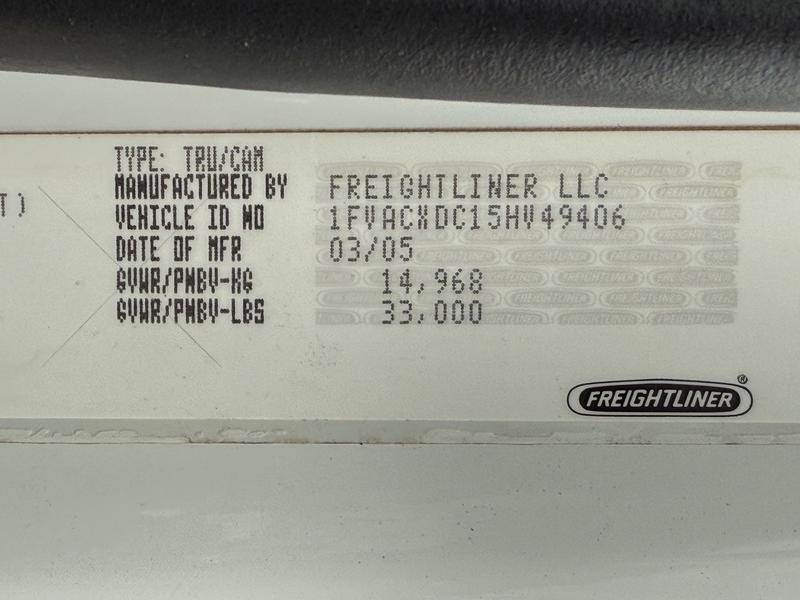 TYPE: TRU/CAM
MANUFACTURED BY FREIGHTLINER LLC
T)
VEHICLE ID NO 1FVACXDC15HV49406
DATE OF MFR 03/05
GVWR/PNBV-KG 14,968
GVWR/PNBV-LBS 33,000
FREIGHTLINER®